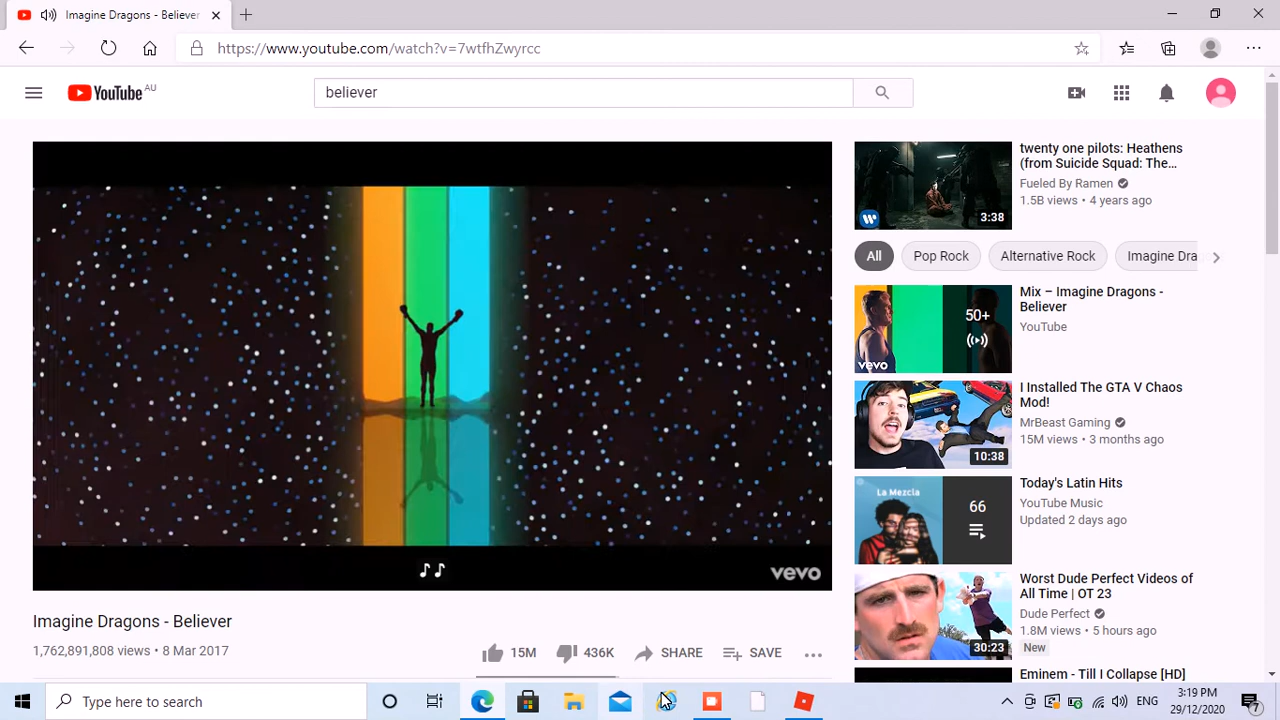 Imagine Dragons - Believer
https://www.youtube.com/watch?v=7wtfhZwyrcc
YouTube AU
believer
vevo
Imagine Dragons - Believer
1,762,891,808 views • 8 Mar 2017
15M
436K
SHARE
SAVE
3:38
twenty one pilots: Heathens
(from Suicide Squad: The...
Fueled By Ramen
1.5B views • 4 years ago
All
Pop Rock
Alternative Rock
Imagine Dra
50+
vevo
Mix – Imagine Dragons -
Believer
YouTube
10:38
I Installed The GTA V Chaos
Mod!
MrBeast Gaming
15M views • 3 months ago
La Mezcla
66
Today's Latin Hits
YouTube Music
Updated 2 days ago
30:23
Worst Dude Perfect Videos of
All Time | OT 23
Dude Perfect
1.8M views • 5 hours ago
New
Eminem - Till I Collapse [HD]
Type here to search
ENG
3:19 PM
29/12/2020
7